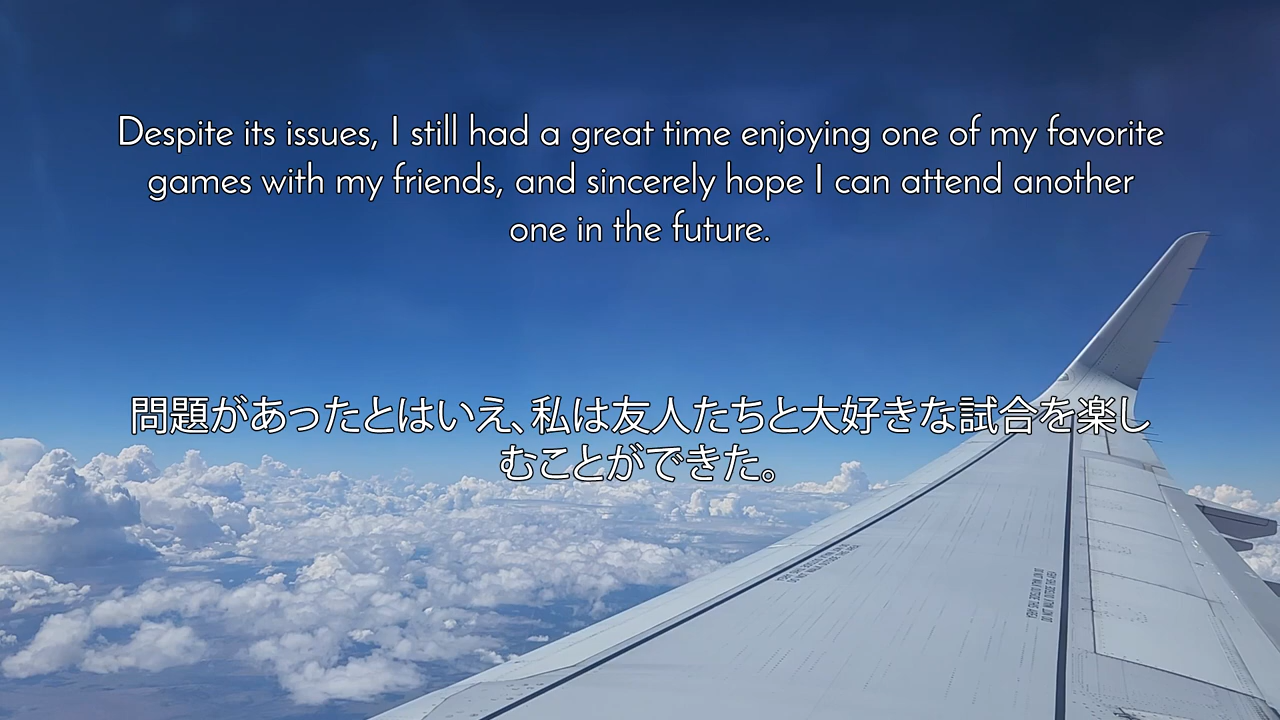 Despite its issues, I still had a great time enjoying one of my favorite
games with my friends, and sincerely hope I can attend another
one in the future.
問題があったとはいえ、私は友人たちと大好きな試合を楽し
むことができた。